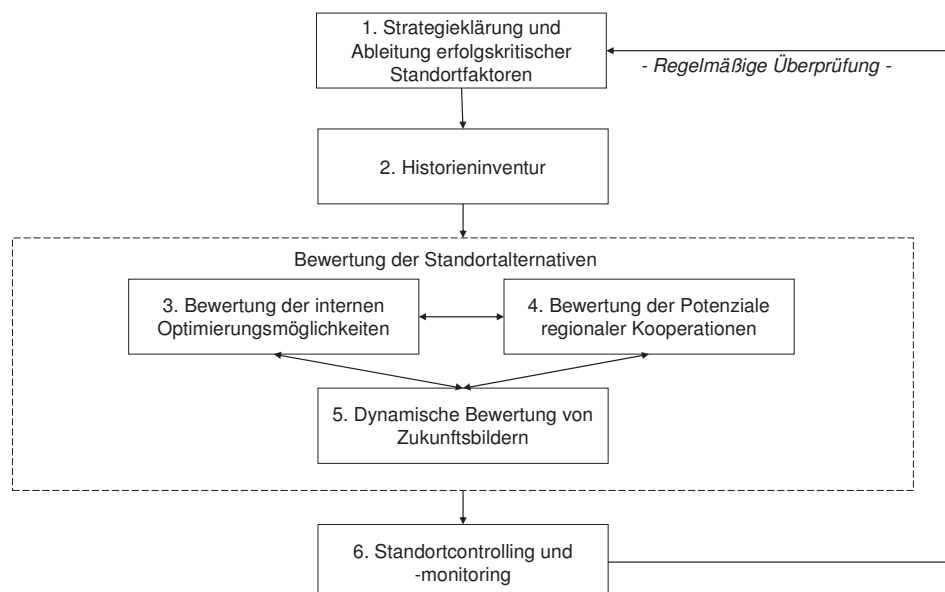 1. Strategieklärung und
Ableitung erfolgskritischer
Standortfaktoren
- Regelmäßige Überprüfung -
2. Historieninventur
Bewertung der Standortalternativen
3. Bewertung der internen
Optimierungsmöglichkeiten
4. Bewertung der Potenziale
regionaler Kooperationen
5. Dynamische Bewertung von
Zukunftsbildern
6. Standortcontrolling und
-monitoring